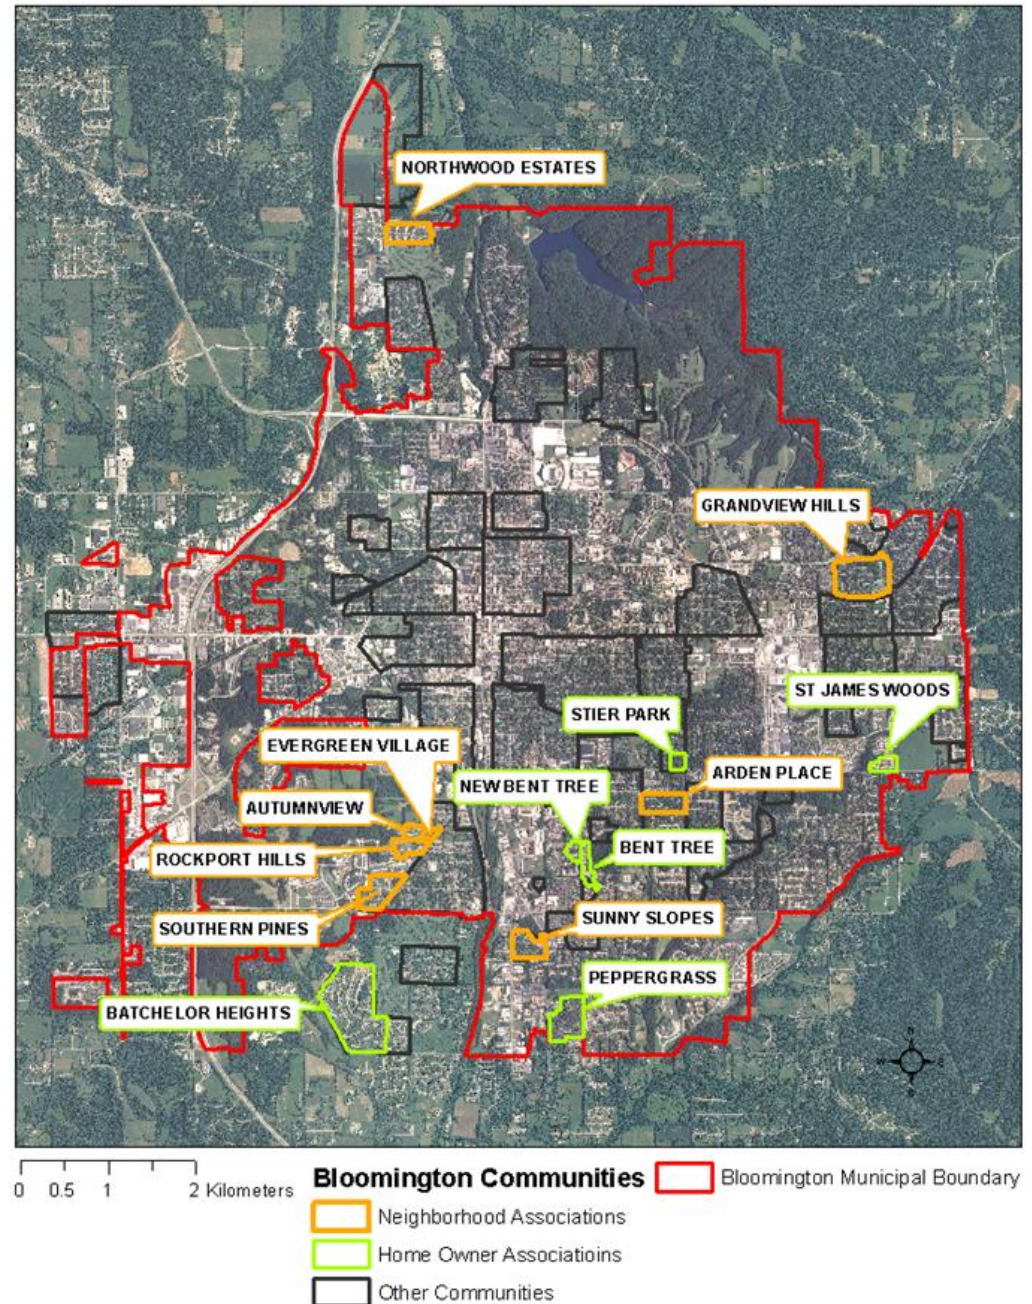 NORTHWOOD ESTATES
GRANDVIEW HILLS
ST JAMES WOODS
STIER PARK
EVERGREEN VILLAGE
ARDEN PLACE
NEW BENT TREE
AUTUMNVIEW
BENT TREE
ROCKPORT HILLS
SUNNY SLOPES
SOUTHERN PINES
PEPPERGRASS
BATCHELOR HEIGHTS
N
W E
S
0 0.5 1 2 Kilometers
Bloomington Communities
Bloomington Municipal Boundary
Neighborhood Associations
Home Owner Associatioins
Other Communities